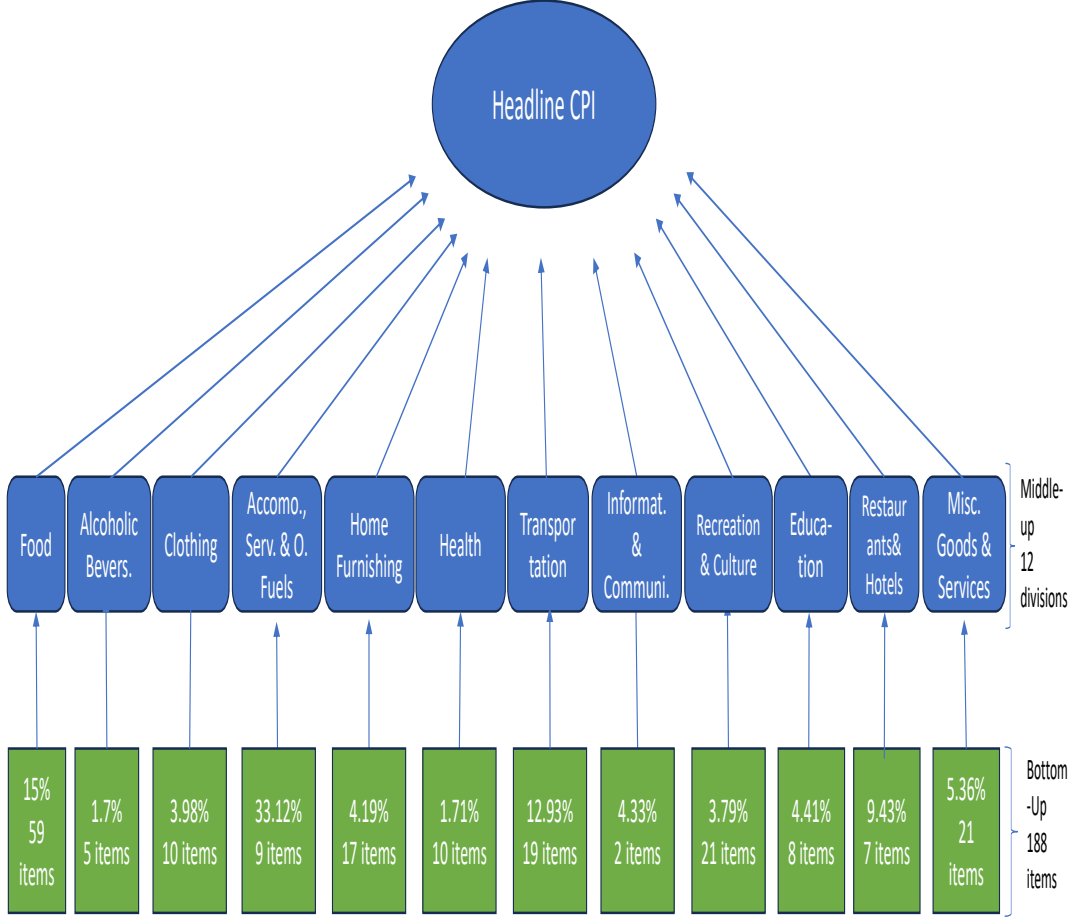 Headline CPI
Food
Alcoholic
Bevers.
Clothing
Accomo.,
Serv. & O.
Fuels
Home
Furnishing
Health
Transpor
tation
Informat.
&
Communi.
Recreation
& Culture
Educa-
tion
Restaur
ants&
Hotels
Misc.
Goods &
Services
Middle-
up
12
divisions
15%
59
items
1.7%
5 items
3.98%
10 items
33.12%
9 items
4.19%
17 items
1.71%
10 items
12.93%
19 items
4.33%
2 items
3.79%
21 items
4.41%
8 items
9.43%
7 items
5.36%
21
items
Bottom
-Up
188
items